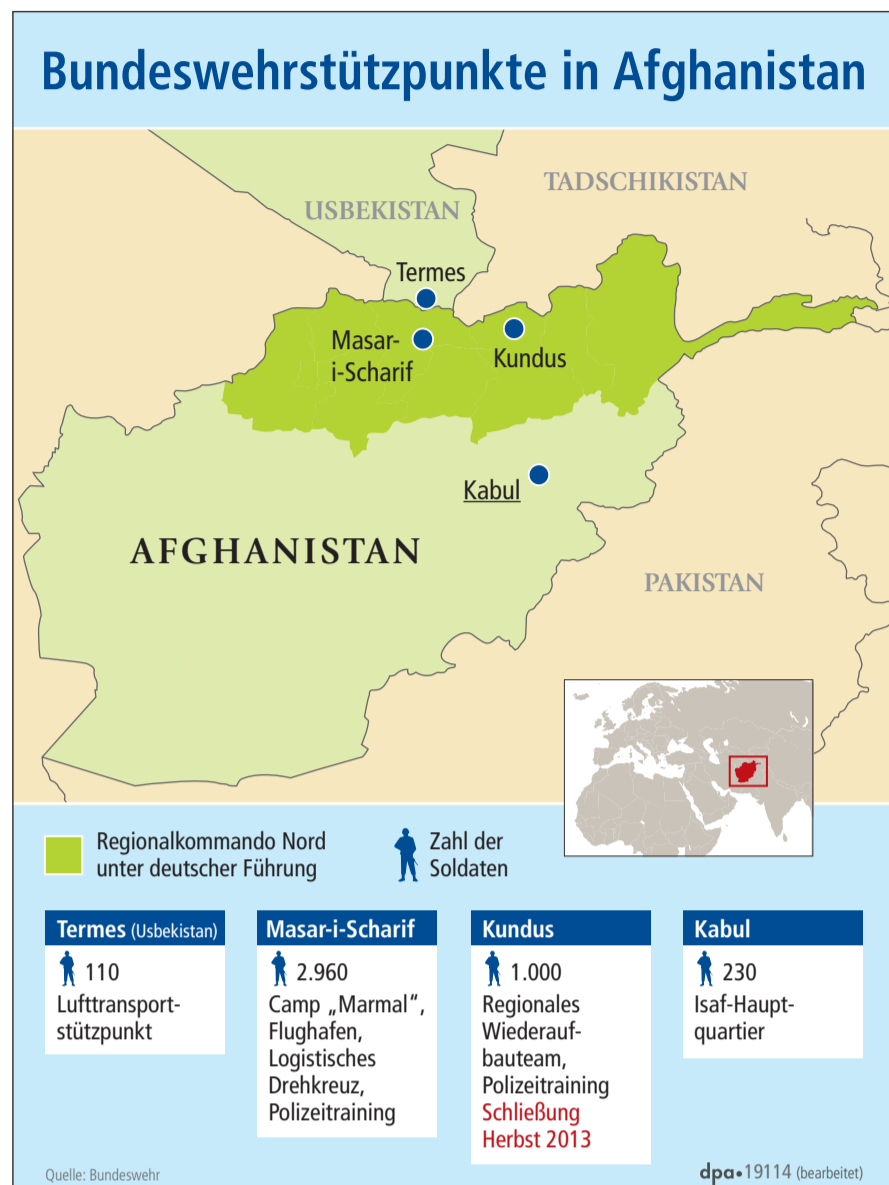 Bundeswehrstützpunkte in Afghanistan
USBEKISTAN
TADSCHIKISTAN
Termes
Masar-
i-Scharif
Kundus
Kabul
AFGHANISTAN
PAKISTAN
Regionalkommando Nord
unter deutscher Führung
Zahl der
Soldaten
Termes (Usbekistan)
110
Lufttransport-
stützpunkt
Masar-i-Scharif
2.960
Camp „Marmal“,
Flughafen,
Logistisches
Drehkreuz,
Polizeitraining
Kundus
1.000
Regionales
Wiederauf-
bauteam,
Polizeitraining
Schließung
Herbst 2013
Kabul
230
Isaf-Haupt-
quartier
Quelle: Bundeswehr
dpa•19114 (bearbeitet)